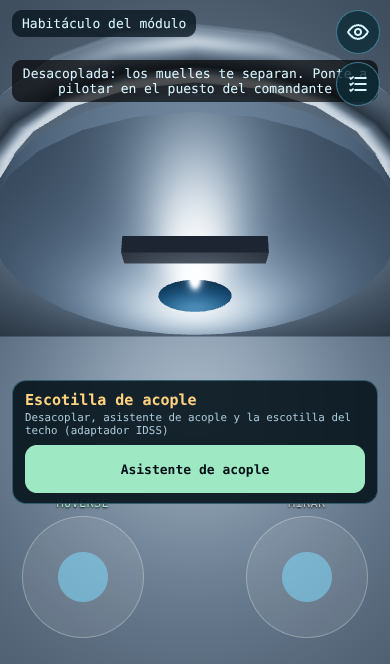 Habitáculo del módulo
Desacoplada: los muelles te separan. Ponte a
pilotar en el puesto del comandante
Escotilla de acople
Desacoplar, asistente de acople y la escotilla del
techo (adaptador IDSS)
Asistente de acople
MOVERSE
MIRAR